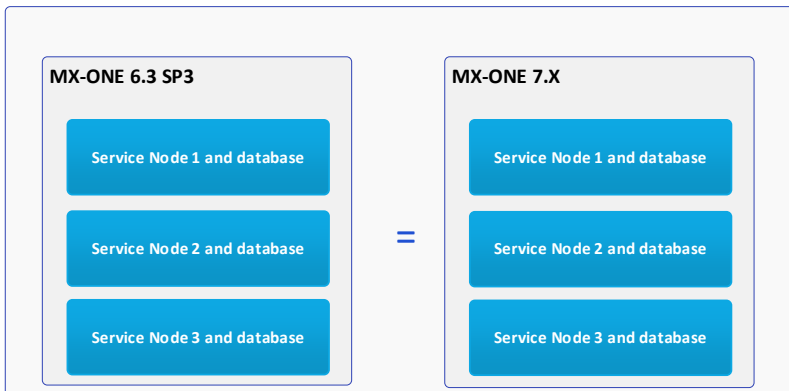 MX-ONE 6.3 SP3
Service Node 1 and database
Service Node 2 and database
Service Node 3 and database
=
MX-ONE 7.X
Service Node 1 and database
Service Node 2 and database
Service Node 3 and database